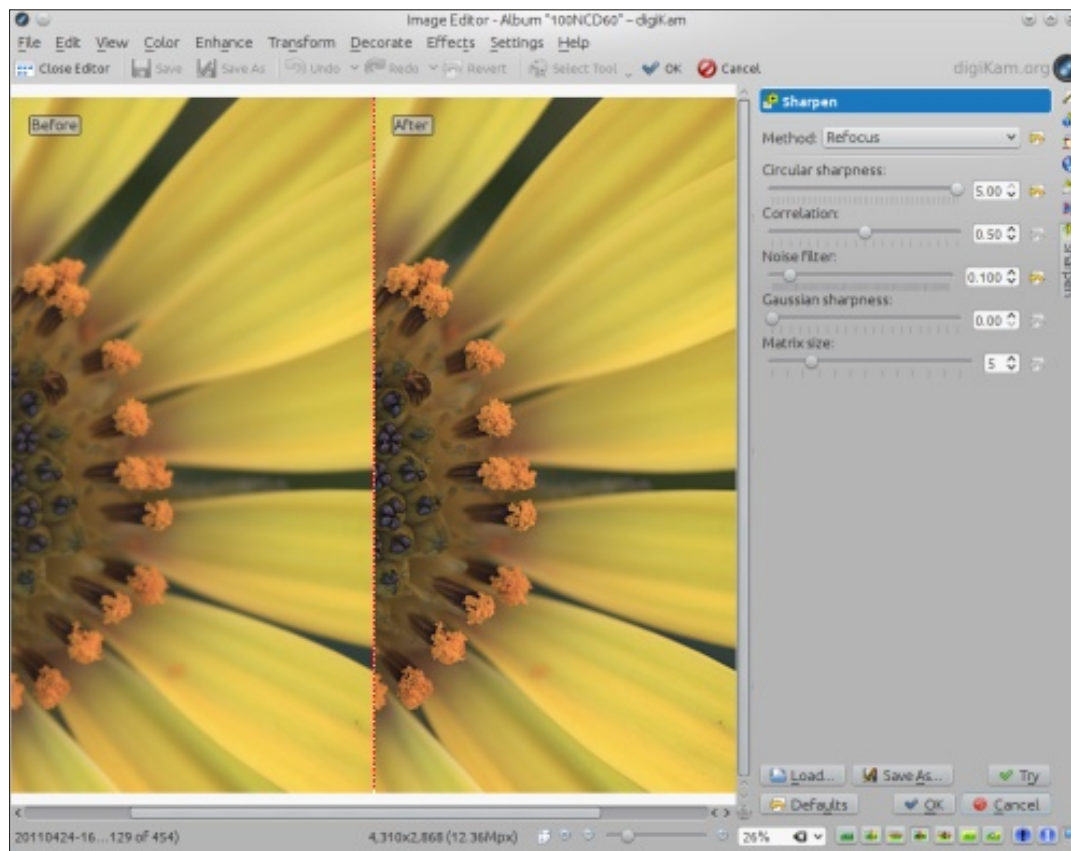 Image Editor - Album "100NCD60" – digiKam
File Edit View Color Enhance Transform Decorate Effects Settings Help
Close Editor Save Save As Undo Redo Revert Select Tool OK Cancel digiKam.org
Before After
Sharpen
Method: Refocus
Circular sharpness:
5.00
Correlation:
0.50
Noise filter:
0.100
Gaussian sharpness:
0.00
Matrix size:
5
Sharpen
Load... Save As... Try
Defaults OK Cancel
20110424-16...129 of 454) 4,310x2,868 (12.36Mpx) 26%